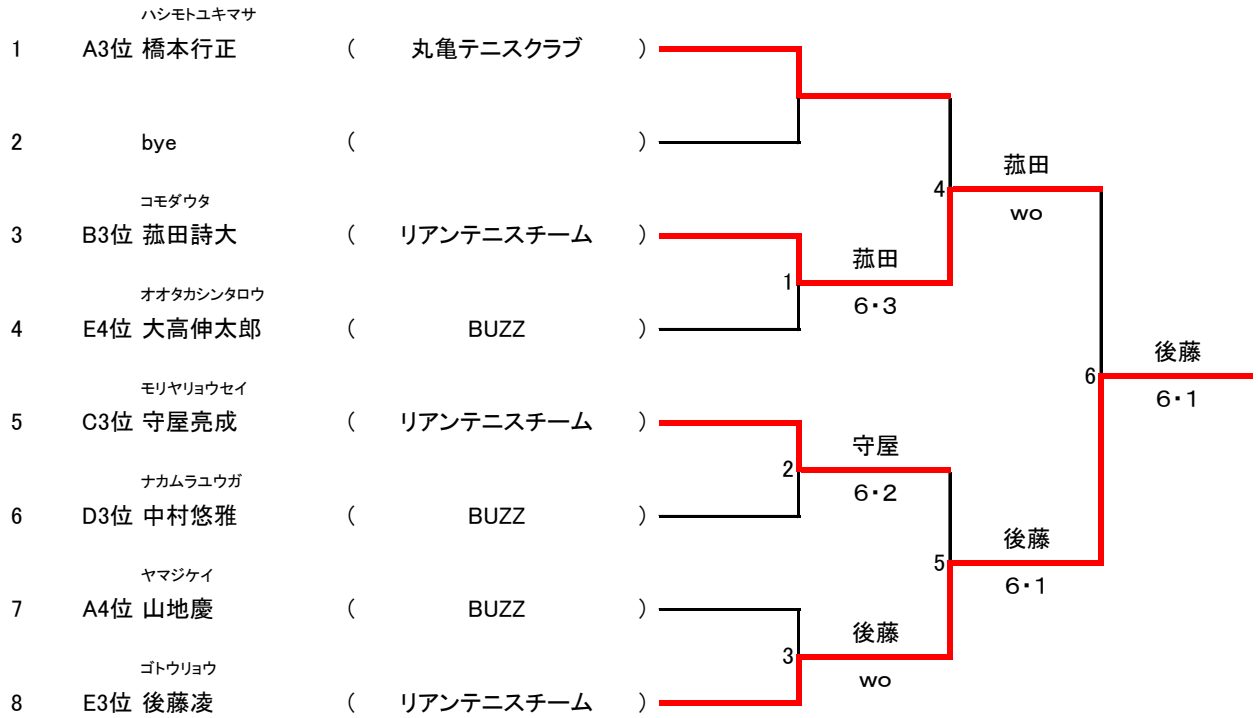 ハシモトユキマサ
1 A3位 橋本行正 ( 丸亀テニスクラブ )
2 bye ( )
菰田
4
wo
コモダウタ
3 B3位 菰田詩大 ( リアンテニスチーム )
菰田
1
6・3
オオタカシンタロウ
4 E4位 大高伸太郎 ( BUZZ )
後藤
6
6・1
モリヤリョウセイ
5 C3位 守屋亮成 ( リアンテニスチーム )
守屋
2
6・2
ナカムラユウガ
6 D3位 中村悠雅 ( BUZZ )
後藤
5
6・1
ヤマジケイ
7 A4位 山地慶 ( BUZZ )
後藤
3
wo
ゴトウリョウ
8 E3位 後藤凌 ( リアンテニスチーム )